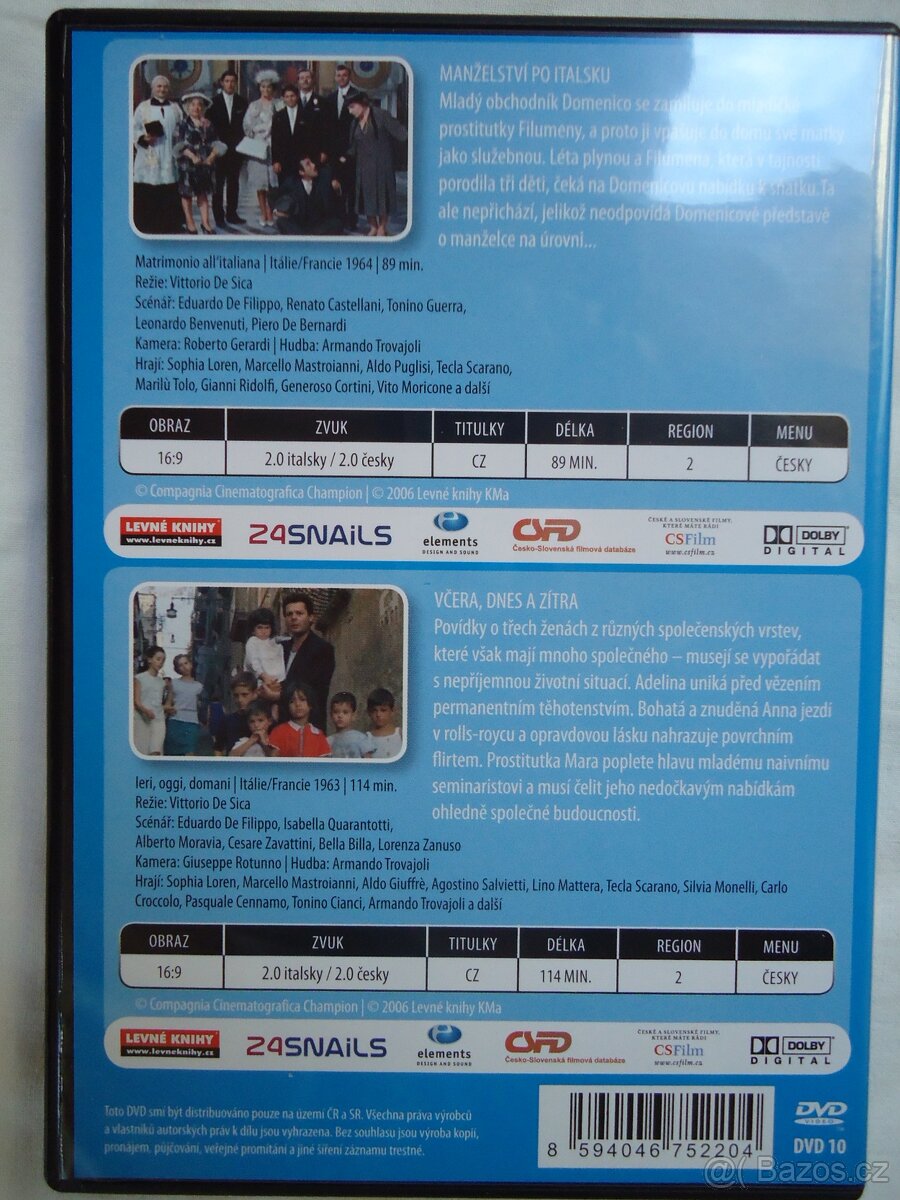 MANŽELSTVÍ PO ITALSKU
Mladý obchodník Domenico se zamiluje do mladičké
prostitutky Filumeny, a proto ji vpašuje do domu své matky
jako služebnou. Léta plynou a Filumena, která v tajnosti
porodila tři děti, čeká na Domenicovu nabídku k sňatku. Ta
ale nepřichází, jelikož neodpovídá Domenicově představě
o manželce na úrovni...
Matrimonio all'italiana | Itálie/Francie 1964 | 89 min.
Režie: Vittorio De Sica
Scénář: Eduardo De Filippo, Renato Castellani, Tonino Guerra,
Leonardo Benvenuti, Piero De Bernardi
Kamera: Roberto Gerardi | Hudba: Armando Trovajoli
Hrají: Sophia Loren, Marcello Mastroianni, Aldo Puglisi, Tecla Scarano,
Marilù Tolo, Gianni Ridolfi, Generoso Cortini, Vito Moricone a další
OBRAZ ZVUK TITULKY DÉLKA REGION MENU
16:9 2.0 italsky / 2.0 česky CZ 89 MIN. 2 ČESKY
© Compagnia Cinematografica Champion | © 2006 Levné knihy KMa
LEVNÉ KNIHY
www.levneknihy.cz
24SNAiLS
elements
DESIGN AND SOUND
CSFD
Česko-Slovenská filmová databáze
ČESKÉ A SLOVENSKÉ FILMY,
KTERÉ MÁTE RÁDI
CSFilm
www.csfilm.cz
DOLBY
DIGITAL
VČERA, DNES A ZÍTRA
Povídky o třech ženách z různých společenských vrstev,
které však mají mnoho společného – musejí se vypořádat
s nepříjemnou životní situací. Adelina uniká před vězením
permanentním těhotenstvím. Bohatá a znuděná Anna jezdí
v rolls-roycu a opravdovou lásku nahrazuje povrchním
flirtem. Prostitutka Mara poplete hlavu mladému naivnímu
seminaristovi a musí čelit jeho nedočkavým nabídkám
ohledně společné budoucnosti.
Ieri, oggi, domani | Itálie/Francie 1963 | 114 min.
Režie: Vittorio De Sica
Scénář: Eduardo De Filippo, Isabella Quarantotti,
Alberto Moravia, Cesare Zavattini, Bella Billa, Lorenza Zanuso
Kamera: Giuseppe Rotunno | Hudba: Armando Trovajoli
Hrají: Sophia Loren, Marcello Mastroianni, Aldo Giuffrè, Agostino Salvietti, Lino Mattera, Tecla Scarano, Silvia Monelli, Carlo
Croccolo, Pasquale Cennamo, Tonino Cianci, Armando Trovajoli a další
OBRAZ ZVUK TITULKY DÉLKA REGION MENU
16:9 2.0 italsky / 2.0 česky CZ 114 MIN. 2 ČESKY
© Compagnia Cinematografica Champion | © 2006 Levné knihy KMa
LEVNÉ KNIHY
www.levneknihy.cz
24SNAiLS
elements
DESIGN AND SOUND
CSFD
Česko-Slovenská filmová databáze
ČESKÉ A SLOVENSKÉ FILMY,
KTERÉ MÁTE RÁDI
CSFilm
www.csfilm.cz
DOLBY
DIGITAL
Toto DVD smí být distribuováno pouze na území ČR a SR. Všechna práva výrobců
a vlastníků autorských práv k dílu jsou vyhrazena. Bez souhlasu jsou výroba kopií,
pronájem, půjčování, veřejné promítání a jiné šíření záznamu trestné.
8 594046 752204
DVD
VIDEO
DVD 10
@ Bazos.cz